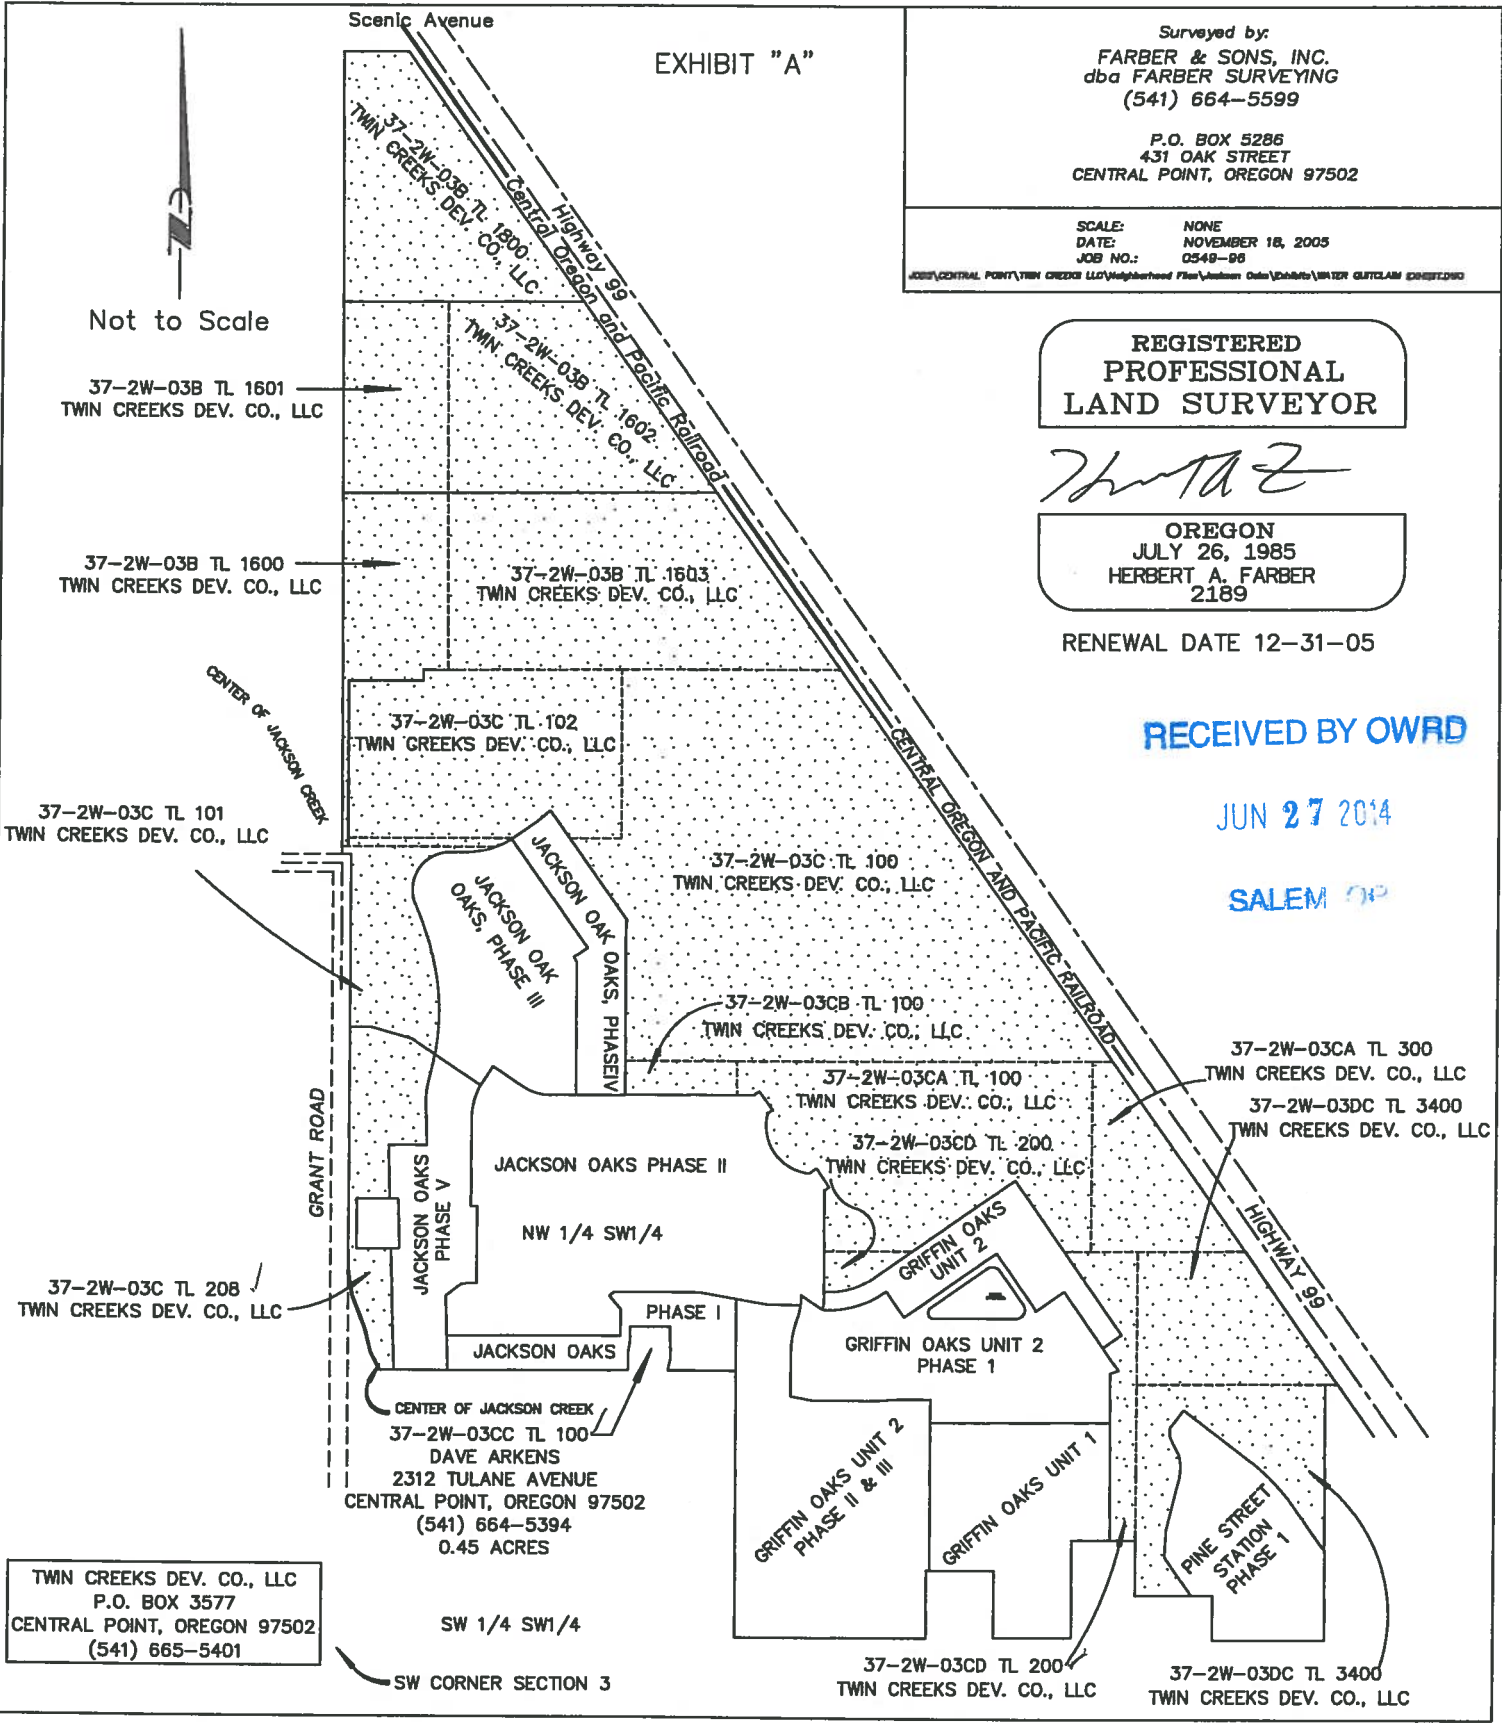 Scenic Avenue
EXHIBIT "A"
Surveyed by:
FARBER & SONS, INC.
dba FARBER SURVEYING
(541) 664-5599
P.O. BOX 5286
431 OAK STREET
CENTRAL POINT, OREGON 97502
SCALE: NONE
DATE: NOVEMBER 18, 2005
JOB NO.: 0549-96
Not to Scale
REGISTERED
PROFESSIONAL
LAND SURVEYOR
OREGON
JULY 26, 1985
HERBERT A. FARBER
2189
RENEWAL DATE 12-31-05
RECEIVED BY OWRD
JUN 27 2014
SALEM OR
37-2W-03B TL 1800
TWIN CREEKS DEV. CO., LLC
Highway 99
Central Oregon and Pacific Railroad
37-2W-03B TL 1601
TWIN CREEKS DEV. CO., LLC
37-2W-03B TL 1602
TWIN CREEKS DEV. CO., LLC
37-2W-03B TL 1600
TWIN CREEKS DEV. CO., LLC
37-2W-03B TL 1603
TWIN CREEKS DEV. CO., LLC
CENTER OF JACKSON CREEK
37-2W-03C TL 102
TWIN CREEKS DEV. CO., LLC
CENTRAL OREGON AND PACIFIC RAILROAD
37-2W-03C TL 101
TWIN CREEKS DEV. CO., LLC
37-2W-03C TL 100
TWIN CREEKS DEV. CO., LLC
JACKSON OAK
OAKS, PHASE III
JACKSON OAK OAKS, PHASEIV
37-2W-03CB TL 100
TWIN CREEKS DEV. CO., LLC
37-2W-03CA TL 300
TWIN CREEKS DEV. CO., LLC
37-2W-03CA TL 100
TWIN CREEKS DEV. CO., LLC
37-2W-03DC TL 3400
TWIN CREEKS DEV. CO., LLC
37-2W-03CD TL 200
TWIN CREEKS DEV. CO., LLC
GRANT ROAD
JACKSON OAKS
PHASE V
JACKSON OAKS PHASE II
NW 1/4 SW1/4
GRIFFIN OAKS
UNIT 2
HIGHWAY 99
37-2W-03C TL 208
TWIN CREEKS DEV. CO., LLC
PHASE I
JACKSON OAKS
GRIFFIN OAKS UNIT 2
PHASE 1
CENTER OF JACKSON CREEK
37-2W-03CC TL 100
DAVE ARKENS
2312 TULANE AVENUE
CENTRAL POINT, OREGON 97502
(541) 664-5394
0.45 ACRES
GRIFFIN OAKS UNIT 2
PHASE II & III
GRIFFIN OAKS UNIT 1
PINE STREET
STATION
PHASE 1
TWIN CREEKS DEV. CO., LLC
P.O. BOX 3577
CENTRAL POINT, OREGON 97502
(541) 665-5401
SW 1/4 SW1/4
SW CORNER SECTION 3
37-2W-03CD TL 200
TWIN CREEKS DEV. CO., LLC
37-2W-03DC TL 3400
TWIN CREEKS DEV. CO., LLC